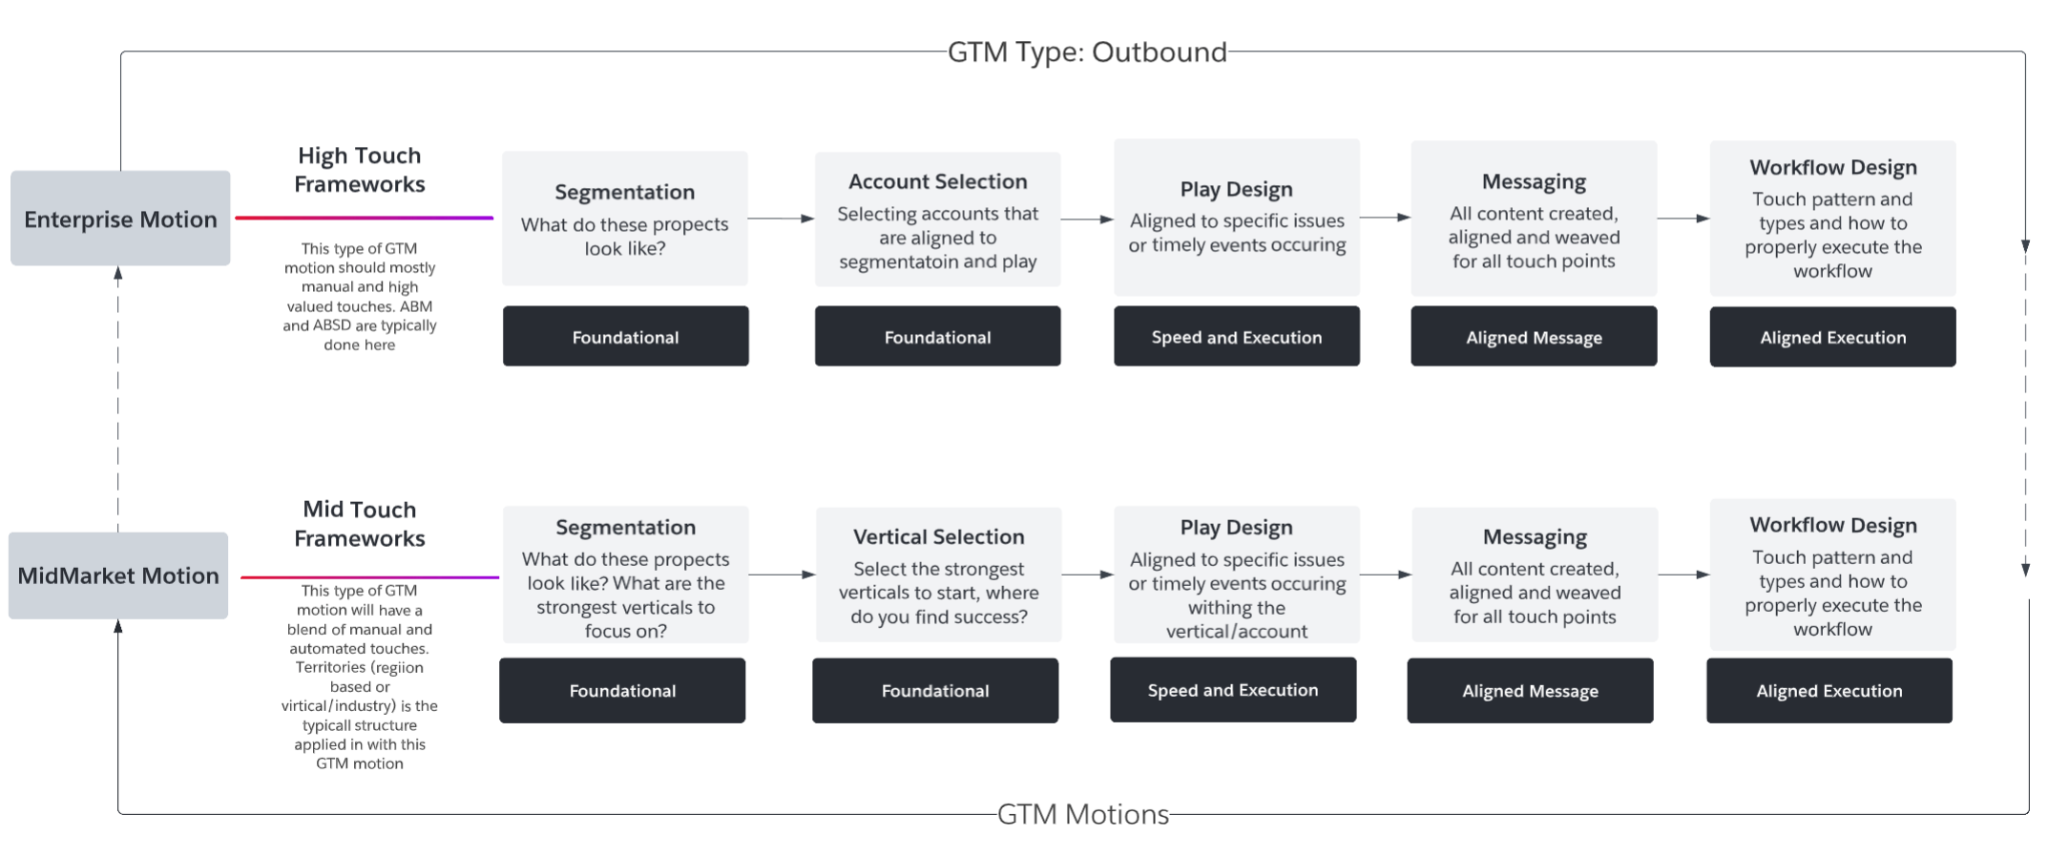 GTM Type: Outbound
Enterprise Motion
High Touch
Frameworks
This type of GTM
motion should mostly
manual and high
valued touches. ABM
and ABSD are typically
done here
Segmentation
What do these propects
look like?
Foundational
Account Selection
Selecting accounts that
are aligned to
segmentatoin and play
Foundational
Play Design
Aligned to specific issues
or timely events occuring
Speed and Execution
Messaging
All content created,
aligned and weaved
for all touch points
Aligned Message
Workflow Design
Touch pattern and
types and how to
properly execute the
workflow
Aligned Execution
MidMarket Motion
Mid Touch
Frameworks
This type of GTM
motion will have a
blend of manual and
automated touches.
Territories (regiion
based or
virtical/industry) is the
typicall structure
applied in with this
GTM motion
Segmentation
What do these propects
look like? What are the
strongest verticals to
focus on?
Foundational
Vertical Selection
Select the strongest
verticals to start, where
do you find success?
Foundational
Play Design
Aligned to specific issues
or timely events occuring
withing the
vertical/account
Speed and Execution
Messaging
All content created,
aligned and weaved
for all touch points
Aligned Message
Workflow Design
Touch pattern and
types and how to
properly execute the
workflow
Aligned Execution
GTM Motions